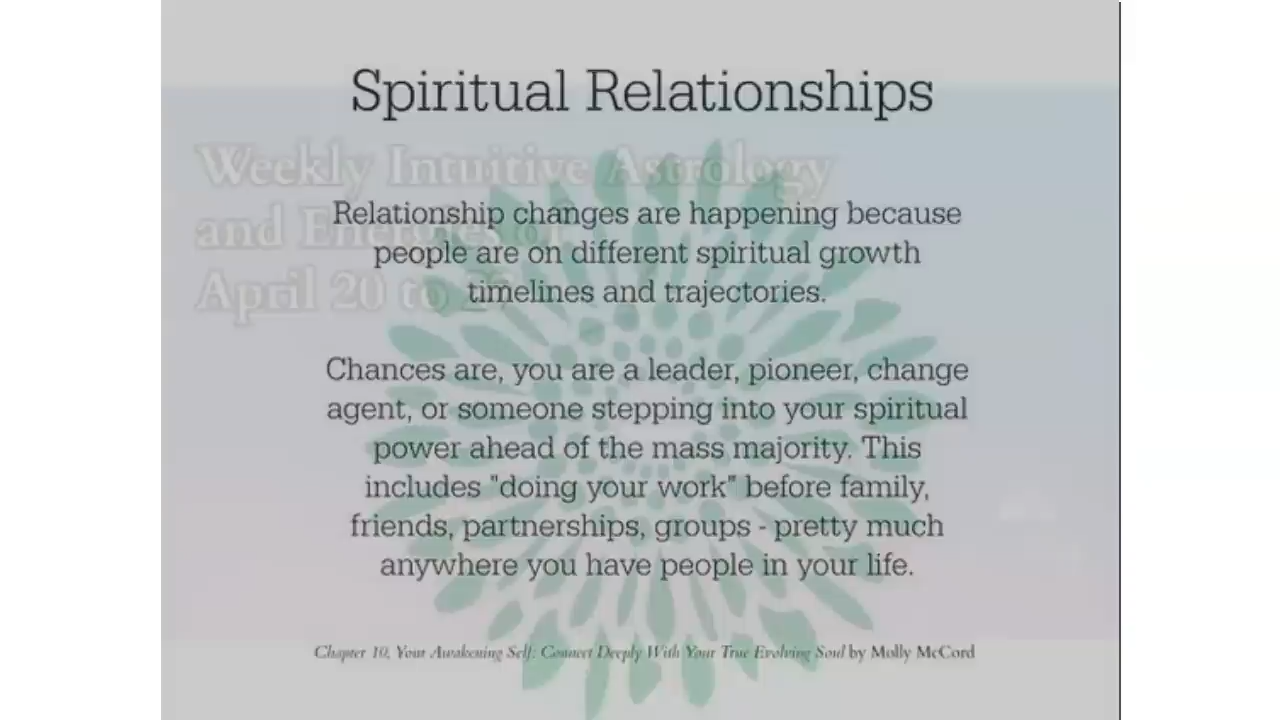 Spiritual Relationships
Weekly Intuitive Astrology
and Energies for
April 20 to
Relationship changes are happening because
people are on different spiritual growth
timelines and trajectories.
Chances are, you are a leader, pioneer, change
agent, or someone stepping into your spiritual
power ahead of the mass majority. This
includes "doing your work" before family,
friends, partnerships, groups - pretty much
anywhere you have people in your life.
Chapter 10, Your Awakening Self: Connect Deeply With Your True Evolving Soul by Molly McCord